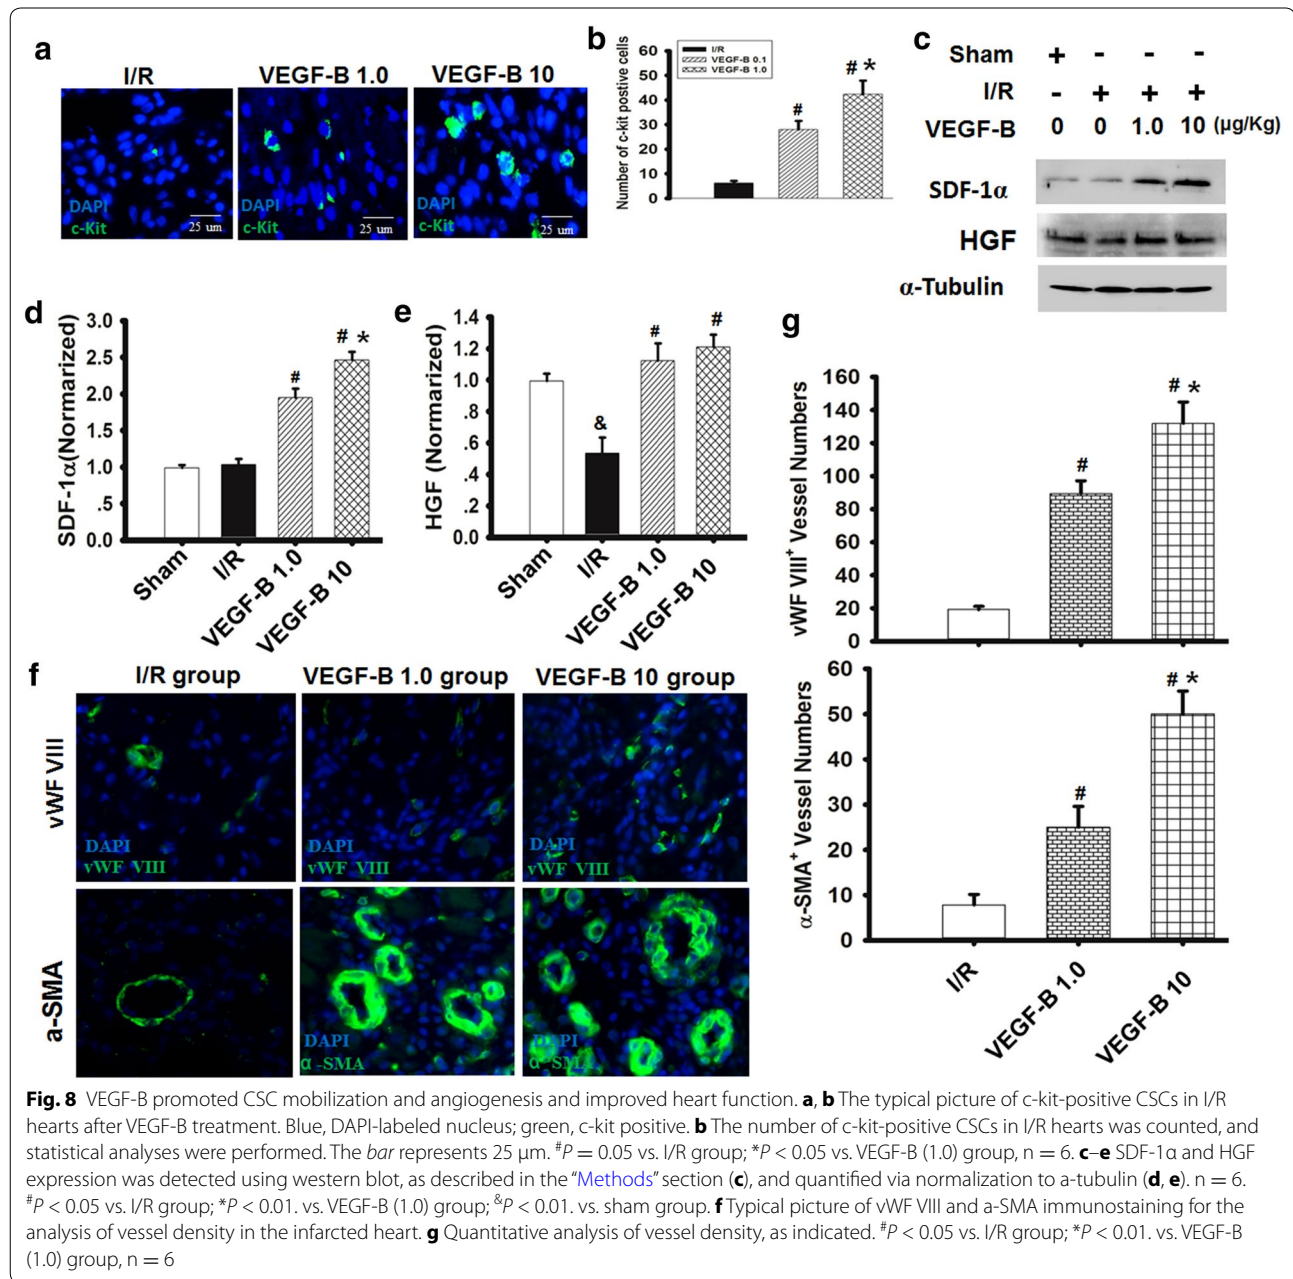 a
I/R
VEGF-B 1.0
VEGF-B 10
DAPI
c-Kit
25 um
DAPI
c-Kit
25 um
DAPI
c-Kit
25 um
b
Number of c-kit postive cells
60
50
40
30
20
10
0
I/R
VEGF-B 0.1
VEGF-B 1.0
#
# *
c
Sham + - - -
I/R - + + +
VEGF-B 0 0 1.0 10 (μg/Kg)
SDF-1α
HGF
α-Tubulin
d
SDF-1α(Normarized)
3.0
2.5
2.0
1.5
1.0
.5
0.0
#
# *
Sham
I/R
VEGF-B 1.0
VEGF-B 10
e
HGF (Normarized)
1.4
1.2
1.0
.8
.6
.4
.2
0.0
&
#
#
Sham
I/R
VEGF-B 1.0
VEGF-B 10
f
I/R group
VEGF-B 1.0 group
VEGF-B 10 group
vWF VIII
DAPI
vWF VIII
DAPI
vWF VIII
DAPI
vWF VIII
a-SMA
DAPI
α -SMA
DAPI
α -SMA
g
vWF VIII+ Vessel Numbers
160
140
120
100
80
60
40
20
0
#
# *
α-SMA+ Vessel Numbers
60
50
40
30
20
10
0
#
# *
I/R
VEGF-B 1.0
VEGF-B 10
Fig. 8 VEGF-B promoted CSC mobilization and angiogenesis and improved heart function. a, b The typical picture of c-kit-positive CSCs in I/R
hearts after VEGF-B treatment. Blue, DAPI-labeled nucleus; green, c-kit positive. b The number of c-kit-positive CSCs in I/R hearts was counted, and
statistical analyses were performed. The bar represents 25 μm. #P = 0.05 vs. I/R group; *P < 0.05 vs. VEGF-B (1.0) group, n = 6. c–e SDF-1α and HGF
expression was detected using western blot, as described in the “Methods” section (c), and quantified via normalization to a-tubulin (d, e). n = 6.
#P < 0.05 vs. I/R group; *P < 0.01. vs. VEGF-B (1.0) group; &P < 0.01. vs. sham group. f Typical picture of vWF VIII and a-SMA immunostaining for the
analysis of vessel density in the infarcted heart. g Quantitative analysis of vessel density, as indicated. #P < 0.05 vs. I/R group; *P < 0.01. vs. VEGF-B
(1.0) group, n = 6